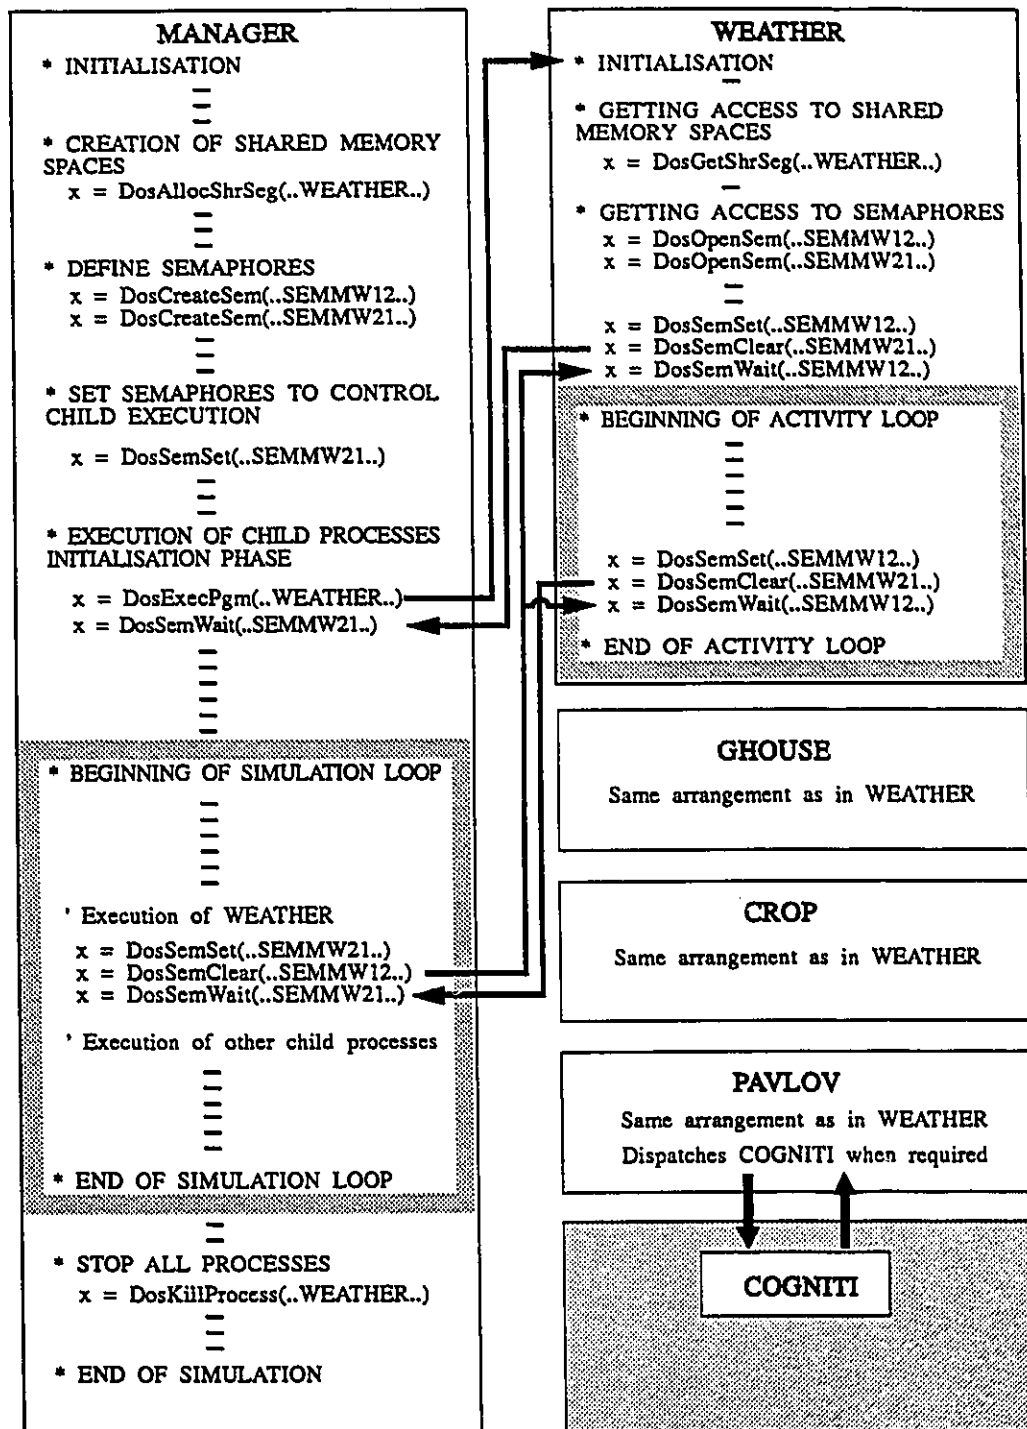 MANAGER
* INITIALISATION
* CREATION OF SHARED MEMORY
SPACES
x = DosAllocShrSeg(..WEATHER..)
* DEFINE SEMAPHORES
x = DosCreateSem(..SEMMW12..)
x = DosCreateSem(..SEMMW21..)
* SET SEMAPHORES TO CONTROL
CHILD EXECUTION
x = DosSemSet(..SEMMW21..)
* EXECUTION OF CHILD PROCESSES
INITIALISATION PHASE
x = DosExecPgm(..WEATHER..)
x = DosSemWait(..SEMMW21..)
* BEGINNING OF SIMULATION LOOP
' Execution of WEATHER
x = DosSemSet(..SEMMW21..)
x = DosSemClear(..SEMMW12..)
x = DosSemWait(..SEMMW21..)
' Execution of other child processes
* END OF SIMULATION LOOP
* STOP ALL PROCESSES
x = DosKillProcess(..WEATHER..)
* END OF SIMULATION
WEATHER
* INITIALISATION
* GETTING ACCESS TO SHARED
MEMORY SPACES
x = DosGetShrSeg(..WEATHER..)
* GETTING ACCESS TO SEMAPHORES
x = DosOpenSem(..SEMMW12..)
x = DosOpenSem(..SEMMW21..)
x = DosSemSet(..SEMMW12..)
x = DosSemClear(..SEMMW21..)
x = DosSemWait(..SEMMW12..)
* BEGINNING OF ACTIVITY LOOP
x = DosSemSet(..SEMMW12..)
x = DosSemClear(..SEMMW21..)
x = DosSemWait(..SEMMW12..)
* END OF ACTIVITY LOOP
GHOUSE
Same arrangement as in WEATHER
CROP
Same arrangement as in WEATHER
PAVLOV
Same arrangement as in WEATHER
Dispatches COGNITI when required
COGNITI